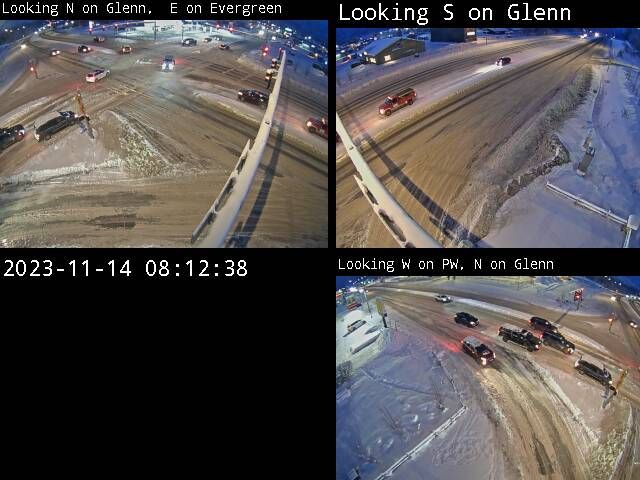 Looking N on Glenn,  E on Evergreen
Looking S on Glenn
2023-11-14 08:12:38
Looking W on PW, N on Glenn